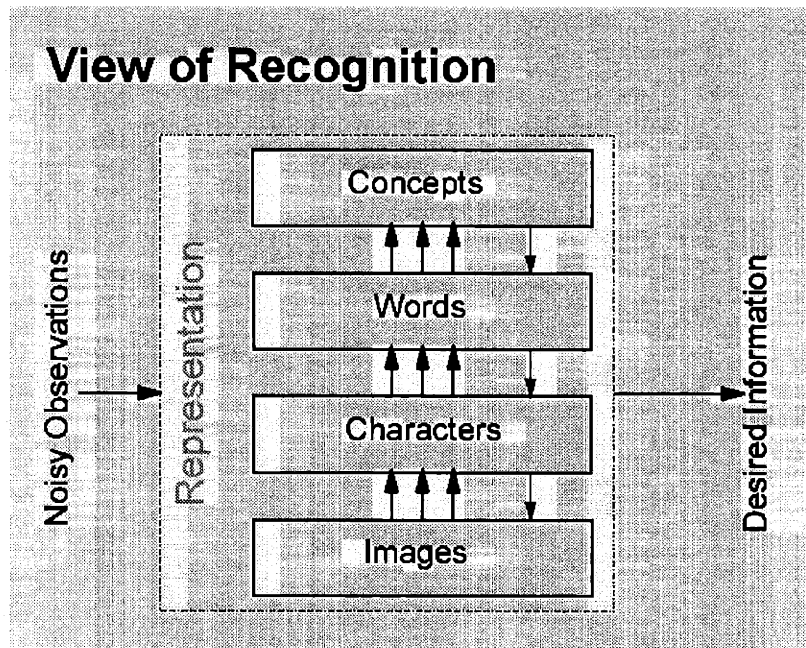 View of Recognition
Noisy Observations
Representation
Concepts
Words
Characters
Images
Desired Information